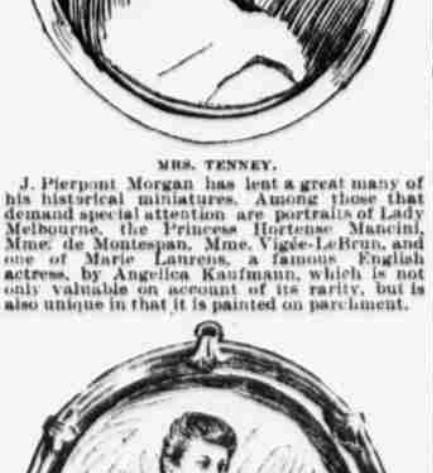 MRS. TENNEY.
J. Pierpont Morgan has lent a great many of
his historical miniatures. Among those that
demand special attention are portraits of Lady
Melbourne, the Princess Hortense Mancini,
Mme. de Montespan, Mme. Vigée-LeBrun, and
one of Marie Laurens, a famous English
actress, by Angelica Kaufmann, which is not
only valuable on account of its rarity, but is
also unique in that it is painted on parchment.